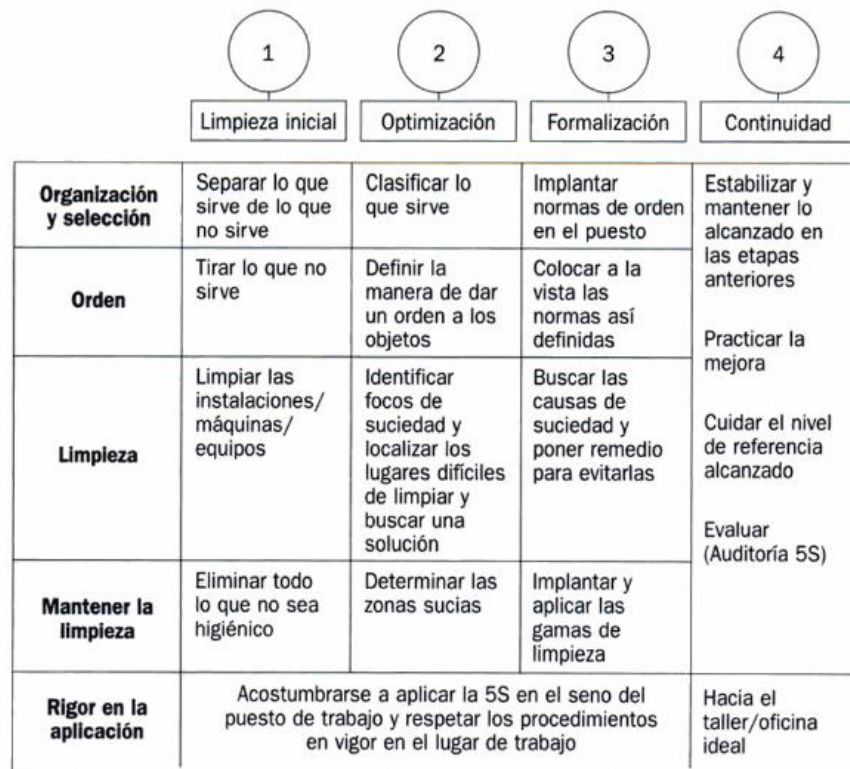 1
2
3
4
Limpieza inicial
Optimización
Formalización
Continuidad
Organización
y selección
Separar lo que
sirve de lo que
no sirve
Clasificar lo
que sirve
Implantar
normas de orden
en el puesto
Estabilizar y
mantener lo
alcanzado en
las etapas
anteriores
Practicar la
mejora
Cuidar el nivel
de referencia
alcanzado
Evaluar
(Auditoría 5S)
Orden
Tirar lo que no
sirve
Definir la
manera de dar
un orden a los
objetos
Colocar a la
vista las
normas así
definidas
Limpieza
Limpiar las
instalaciones/
máquinas/
equipos
Identificar
focos de
suciedad y
localizar los
lugares difíciles
de limpiar y
buscar una
solución
Buscar las
causas de
suciedad y
poner remedio
para evitarlas
Mantener la
limpieza
Eliminar todo
lo que no sea
higiénico
Determinar las
zonas sucias
Implantar y
aplicar las
gamas de
limpieza
Rigor en la
aplicación
Acostumbrarse a aplicar la 5S en el seno del
puesto de trabajo y respetar los procedimientos
en vigor en el lugar de trabajo
Hacia el
taller/oficina
ideal